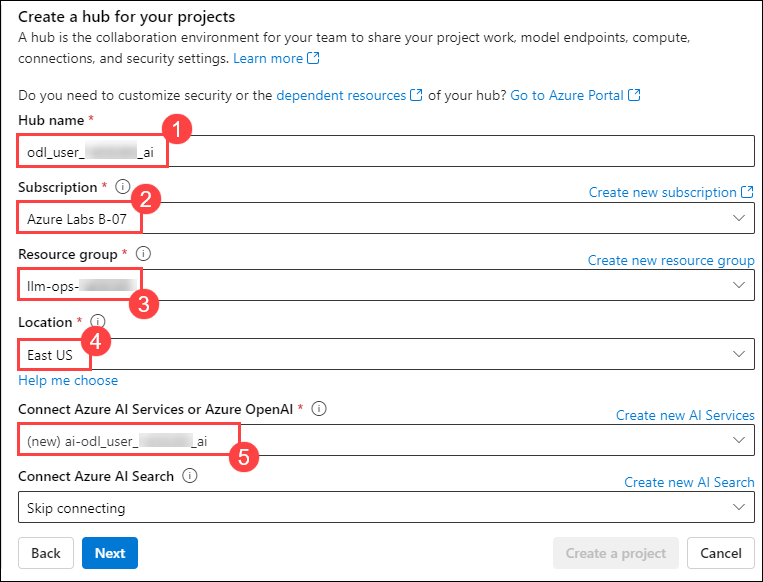 Create a hub for your projects
A hub is the collaboration environment for your team to share your project work, model endpoints, compute,
connections, and security settings. Learn more
Do you need to customize security or the dependent resources of your hub? Go to Azure Portal
Hub name *
1
odl_user_ _ai
Subscription *
2
Create new subscription
Azure Labs B-07
Resource group *
Create new resource group
llm-ops-
3
Location *
4
East US
Help me choose
Connect Azure AI Services or Azure OpenAI *
Create new AI Services
(new) ai-odl_user_ _ai
5
Connect Azure AI Search
Create new AI Search
Skip connecting
Back Next Create a project Cancel